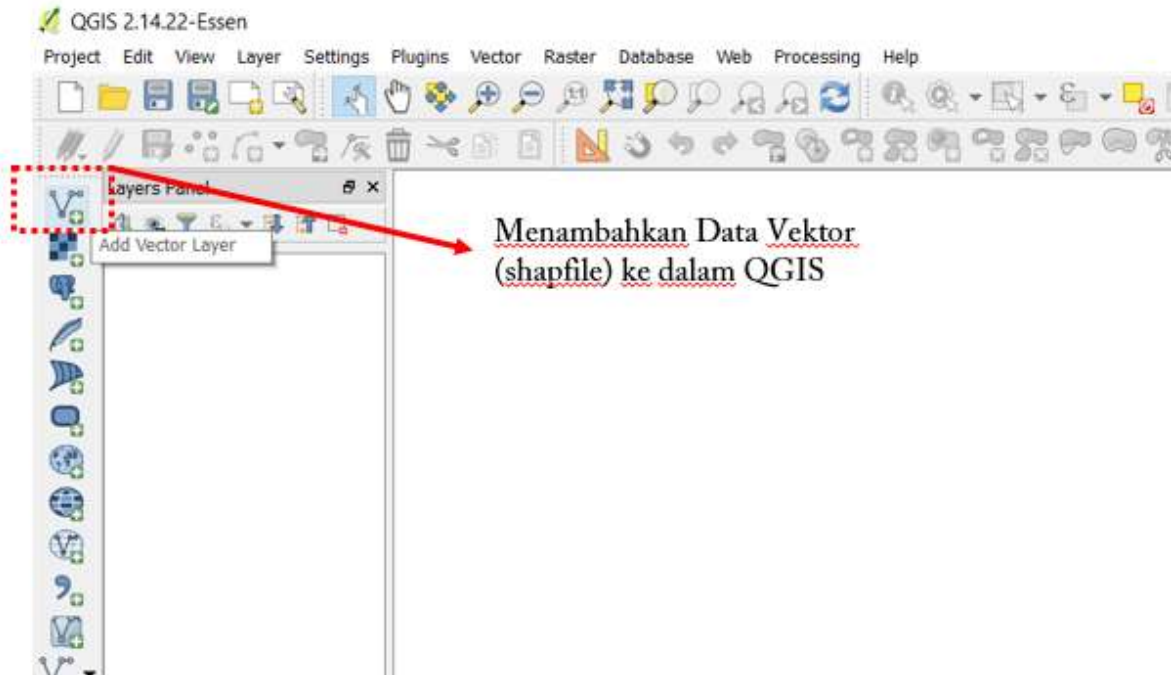 QGIS 2.14.22-Essen
Project Edit View Layer Settings Plugins Vector Raster Database Web Processing Help
Layers Panel
Add Vector Layer
Menambahkan Data Vektor
(shapfile) ke dalam QGIS